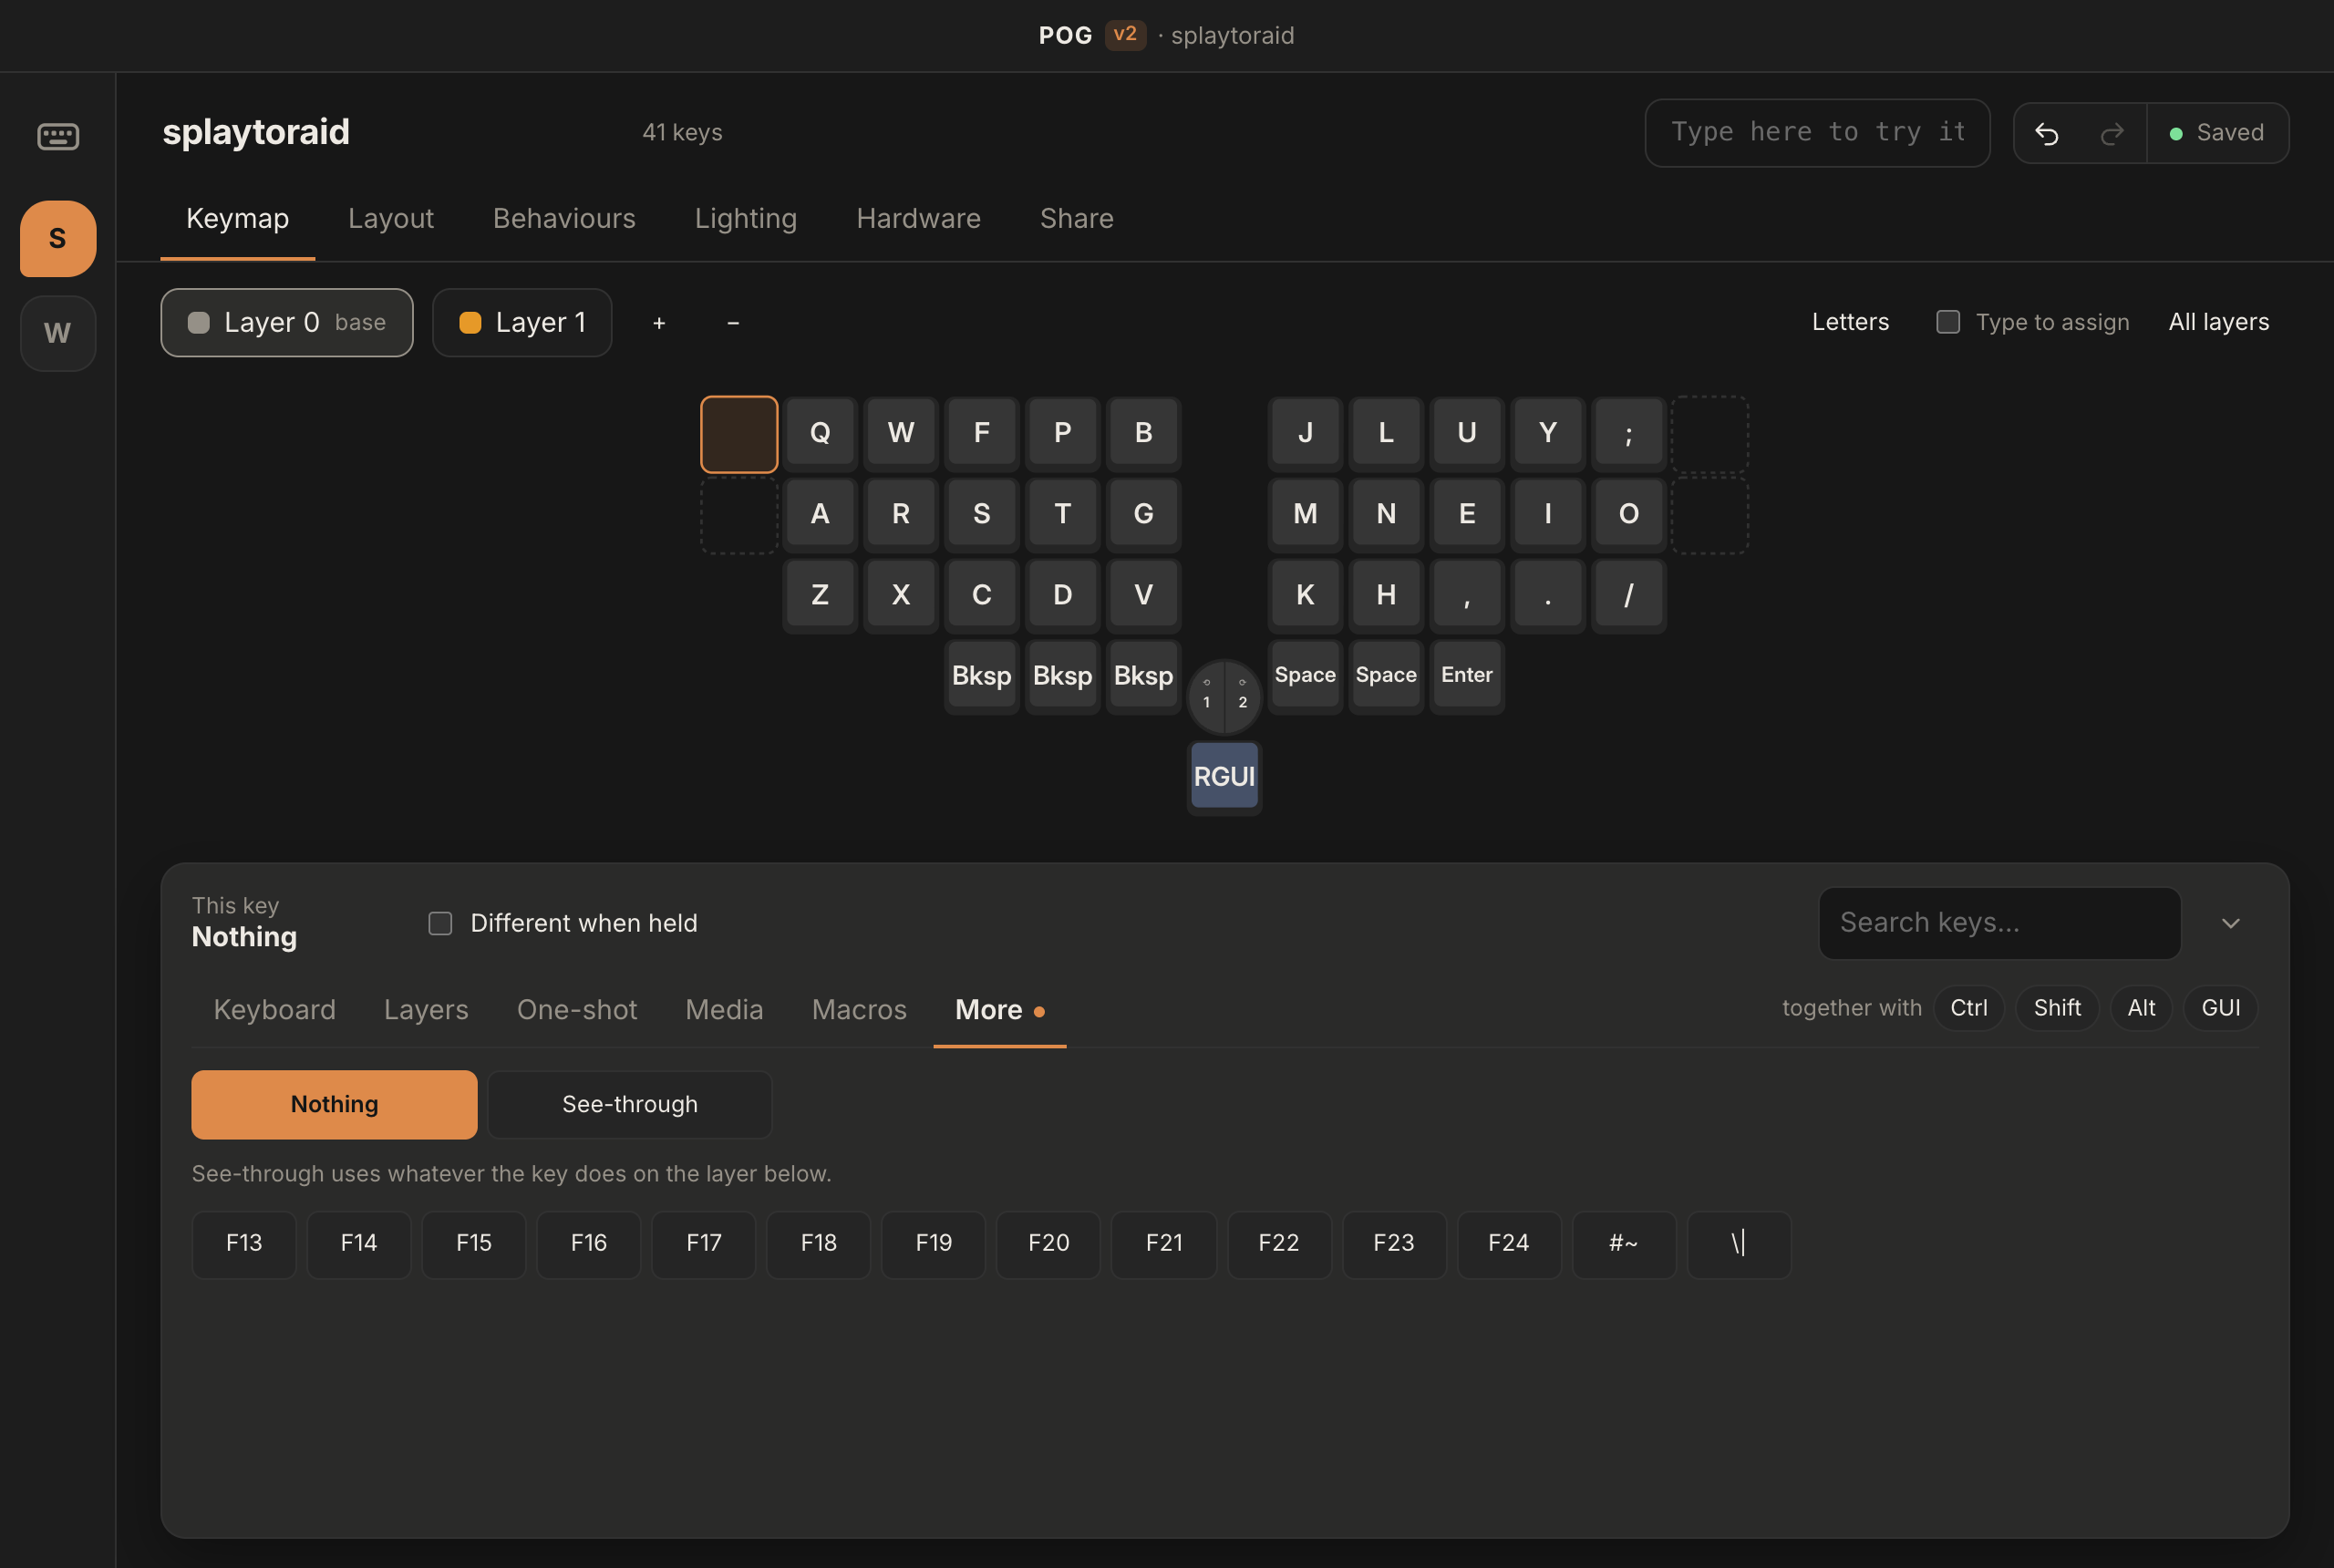 POG v2 · splaytoraid
splaytoraid 41 keys Type here to try it Saved
S
W
Keymap Layout Behaviours Lighting Hardware Share
Layer 0 base Layer 1 + − Letters Type to assign All layers
Q W F P B J L U Y ;
A R S T G M N E I O
Z X C D V K H , . /
Bksp Bksp Bksp 1 2 Space Space Enter
RGUI
This key
Nothing
Different when held
Search keys...
Keyboard Layers One-shot Media Macros More together with Ctrl Shift Alt GUI
Nothing See-through
See-through uses whatever the key does on the layer below.
F13 F14 F15 F16 F17 F18 F19 F20 F21 F22 F23 F24 #~ \|